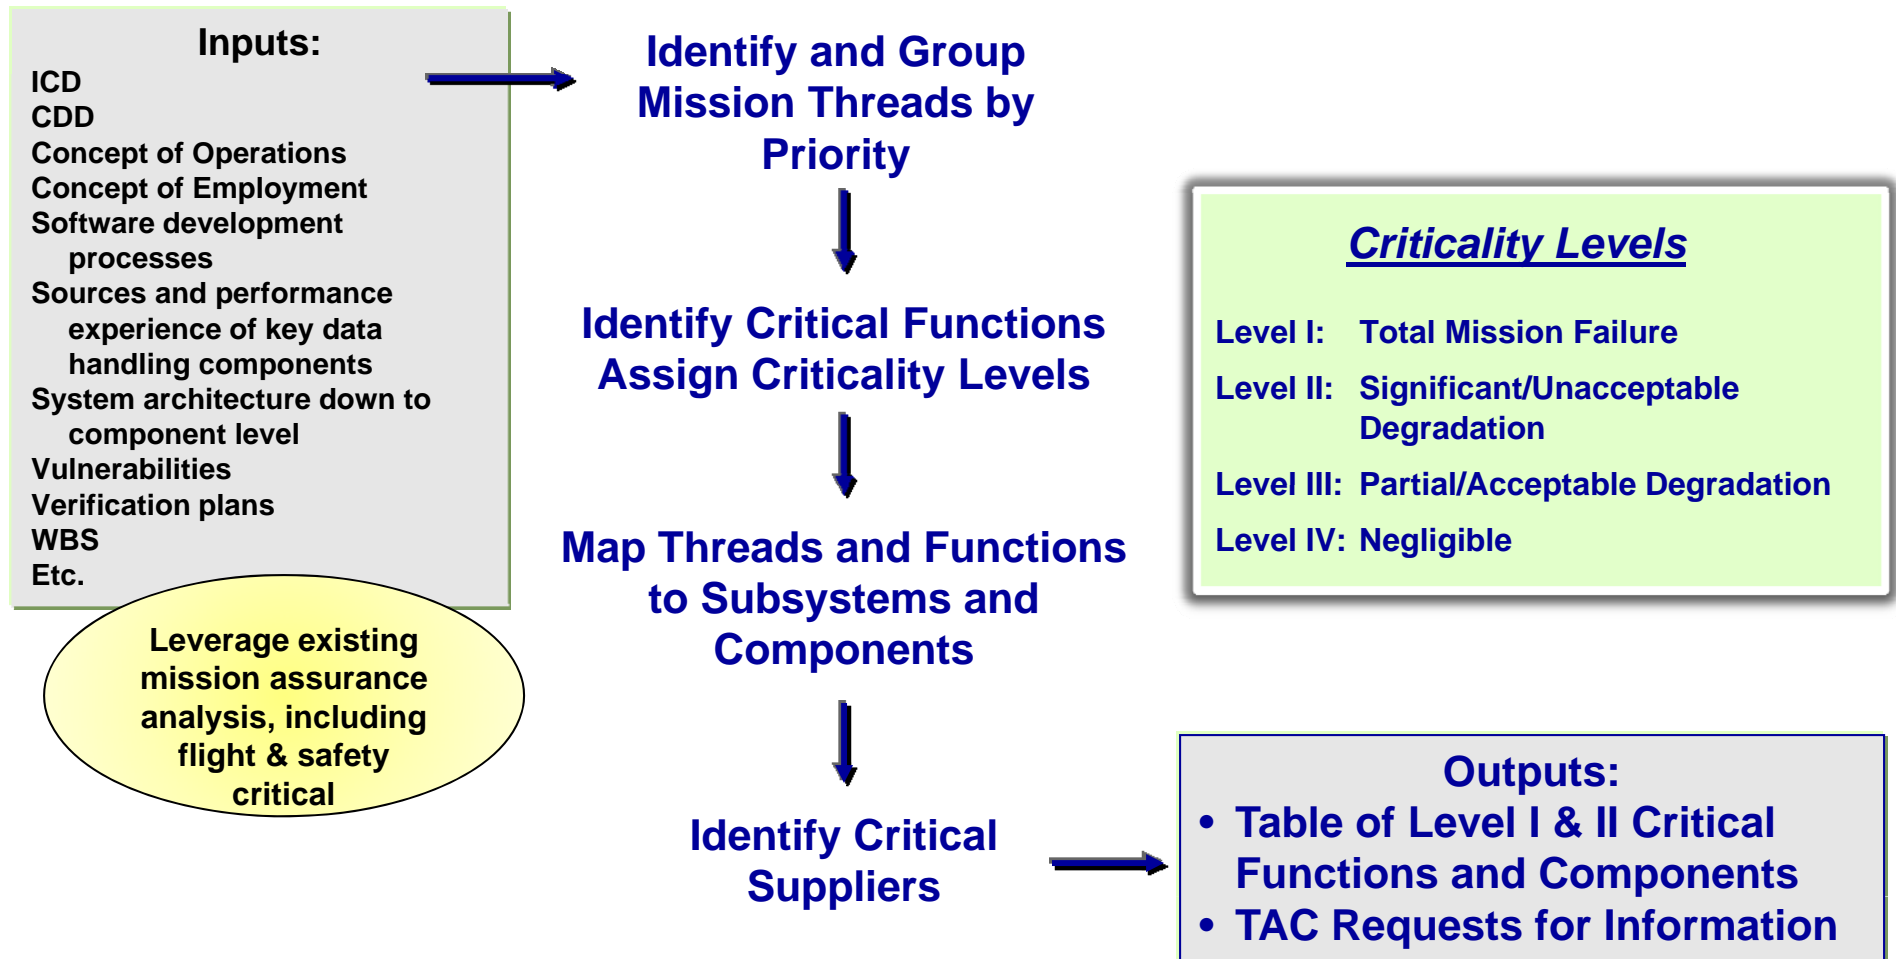 Inputs:
ICD
CDD
Concept of Operations
Concept of Employment
Software development
processes
Sources and performance
experience of key data
handling components
System architecture down to
component level
Vulnerabilities
Verification plans
WBS
Etc.
Leverage existing
mission assurance
analysis, including
flight & safety
critical
Identify and Group
Mission Threads by
Priority
Identify Critical Functions
Assign Criticality Levels
Map Threads and Functions
to Subsystems and
Components
Identify Critical
Suppliers
Criticality Levels
Level I: Total Mission Failure
Level II: Significant/Unacceptable
Degradation
Level III: Partial/Acceptable Degradation
Level IV: Negligible
Outputs:
• Table of Level I & II Critical
Functions and Components
• TAC Requests for Information